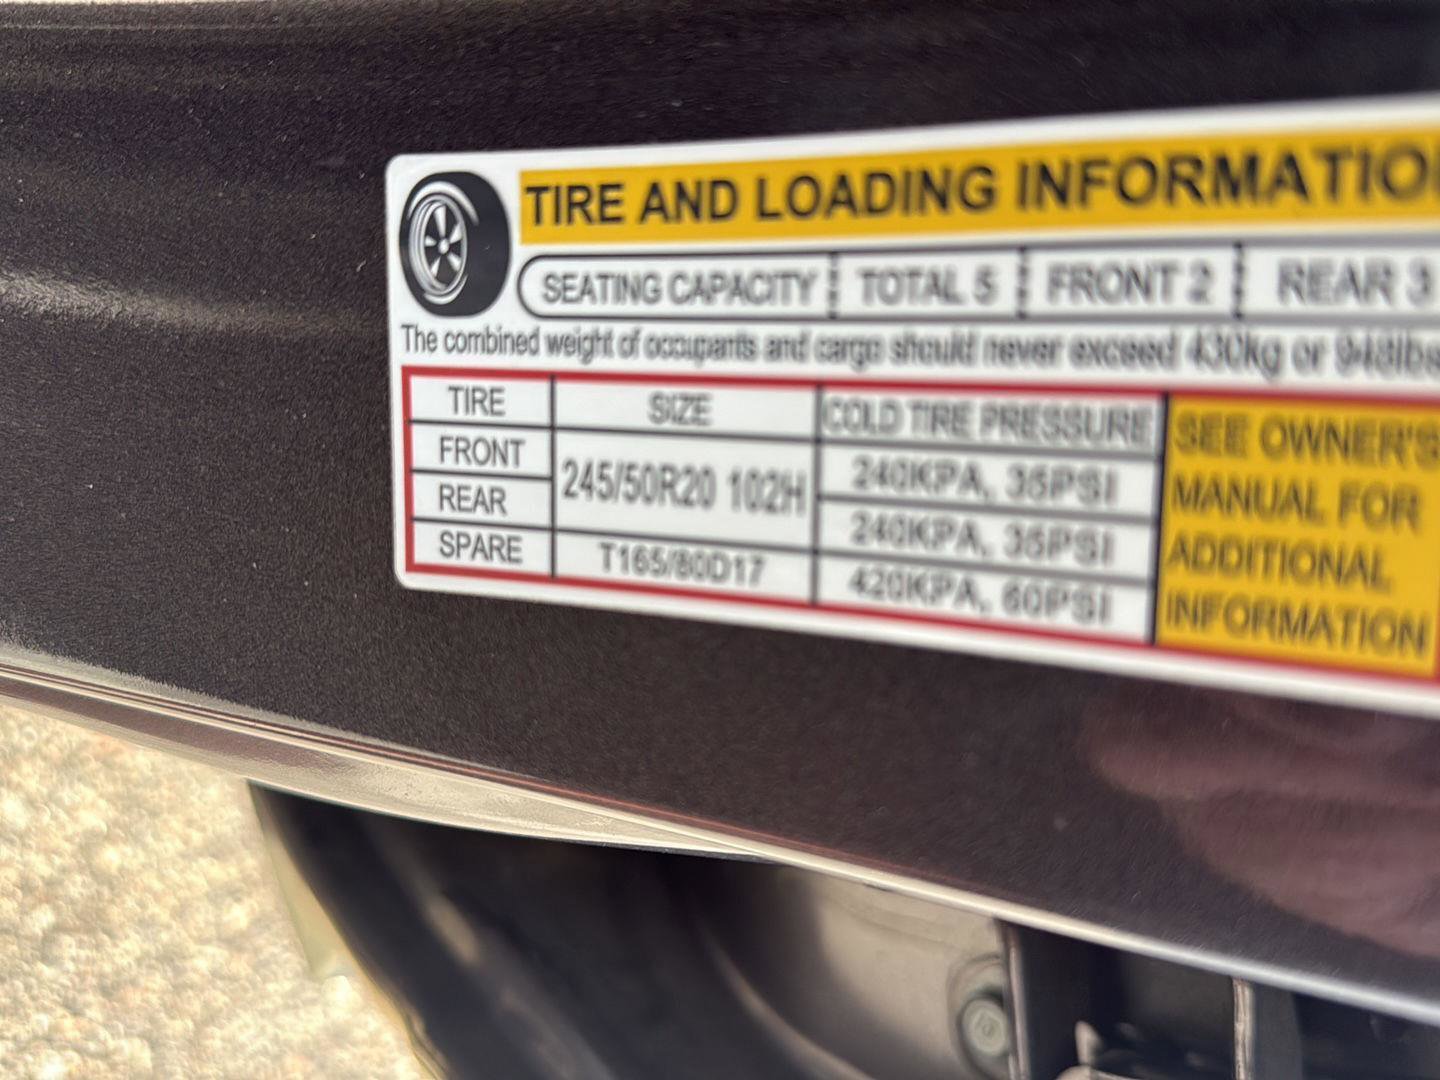 TIRE AND LOADING INFORMATIO
SEATING CAPACITY TOTAL 5 FRONT 2 REAR 3
The combined weight of occupants and cargo should never exceed 430kg or 948lbs
TIRE SIZE COLD TIRE PRESSURE
FRONT 245/50R20 102H 240KPA, 35PSI
REAR 240KPA, 35PSI
SPARE T165/80D17 420KPA, 60PSI
SEE OWNER'S
MANUAL FOR
ADDITIONAL
INFORMATION